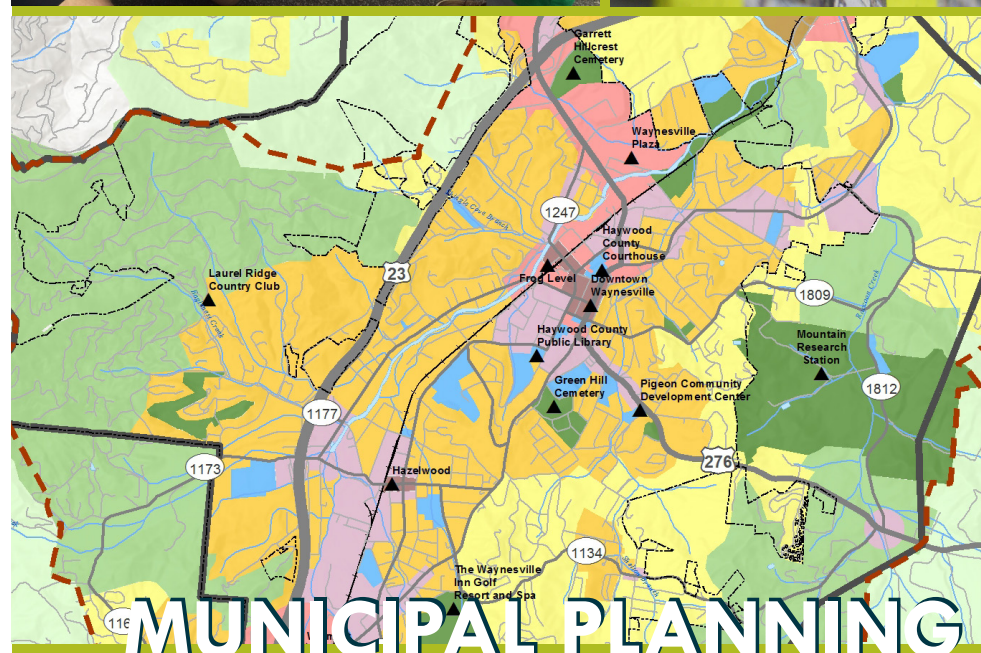 Garrett
Hillcrest
Cemetery
Waynesville
Plaza
1247
Haywood
County
Courthouse
23
Frog Level
Downtown
Waynesville
Laurel Ridge
Country Club
1809
Haywood County
Public Library
Mountain
Research
Station
Green Hill
Cemetery
Pigeon Community
Development Center
1812
1177
276
1173
Hazelwood
1134
The Waynesville
Inn Golf
Resort and Spa
MUNICIPAL PLANNING